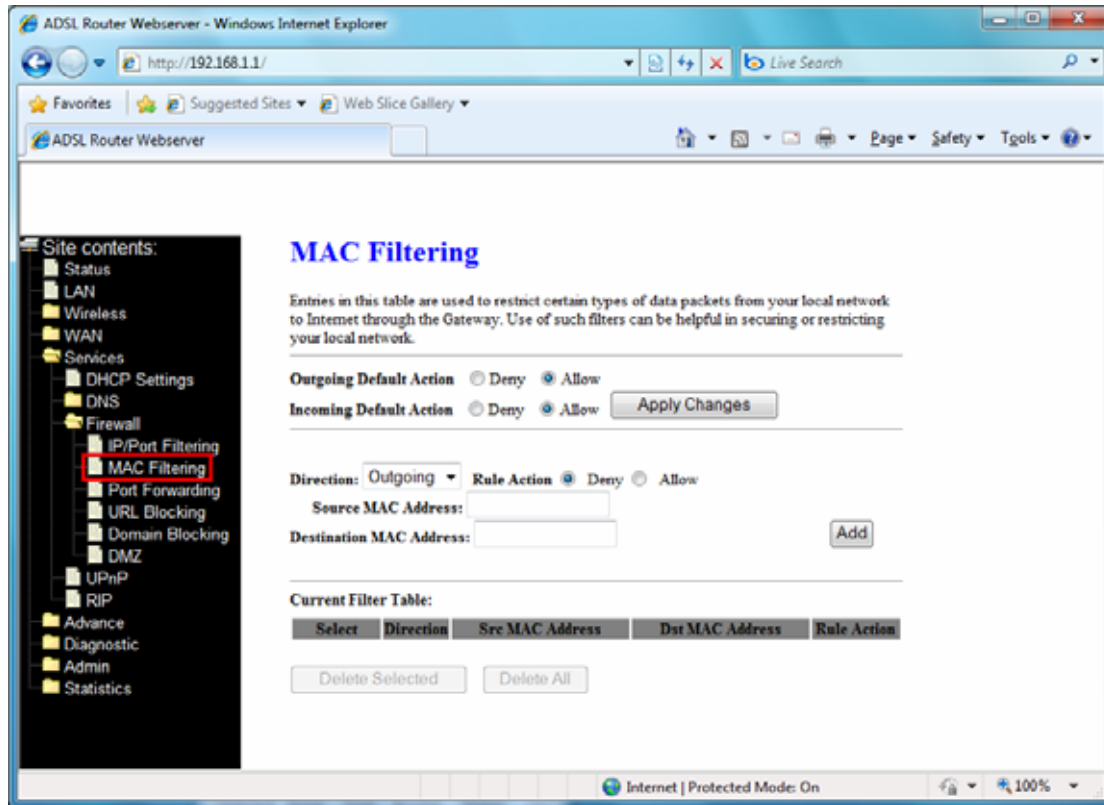 ADSL Router Webserver - Windows Internet Explorer
http://192.168.1.1/
Live Search
Favorites
Suggested Sites
Web Slice Gallery
ADSL Router Webserver
Page
Safety
Tools
Site contents:
Status
LAN
Wireless
WAN
Services
DHCP Settings
DNS
Firewall
IP/Port Filtering
MAC Filtering
Port Forwarding
URL Blocking
Domain Blocking
DMZ
UPnP
RIP
Advance
Diagnostic
Admin
Statistics
MAC Filtering
Entries in this table are used to restrict certain types of data packets from your local network
to Internet through the Gateway. Use of such filters can be helpful in securing or restricting
your local network.
Outgoing Default Action Deny Allow
Incoming Default Action Deny Allow Apply Changes
Direction: Outgoing Rule Action Deny Allow
Source MAC Address:
Destination MAC Address: Add
Current Filter Table:
Select Direction Src MAC Address Dst MAC Address Rule Action
Delete Selected Delete All
Internet | Protected Mode: On
100%